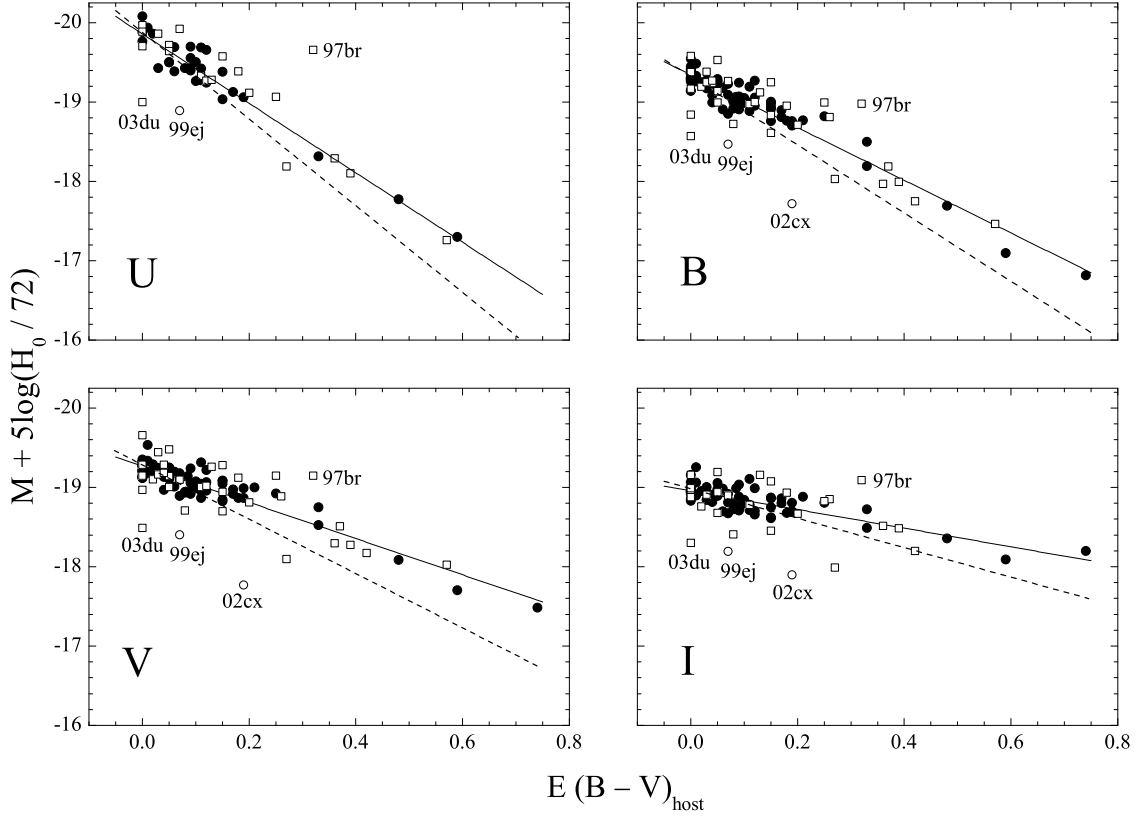 -20
-19
-18
-17
-16
97br
03du
99ej
U
97br
03du
99ej
02cx
B
M + 5log(H0 / 72)
-20
-19
-18
-17
-16
97br
03du
99ej
02cx
V
97br
03du
99ej
02cx
I
0.0 0.2 0.4 0.6 0.8
0.0 0.2 0.4 0.6 0.8
E (B – V)host